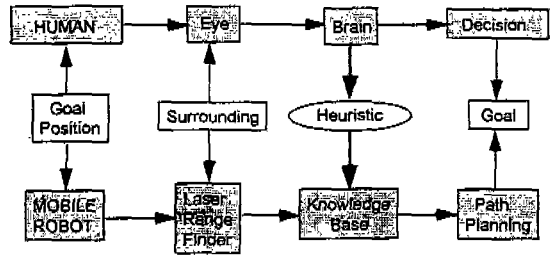 HUMAN
Eye
Brain
Decision
Goal
Position
Surrounding
Heuristic
Goal
MOBILE
ROBOT
Laser
Range
Finder
Knowledge
Base
Path
Planning